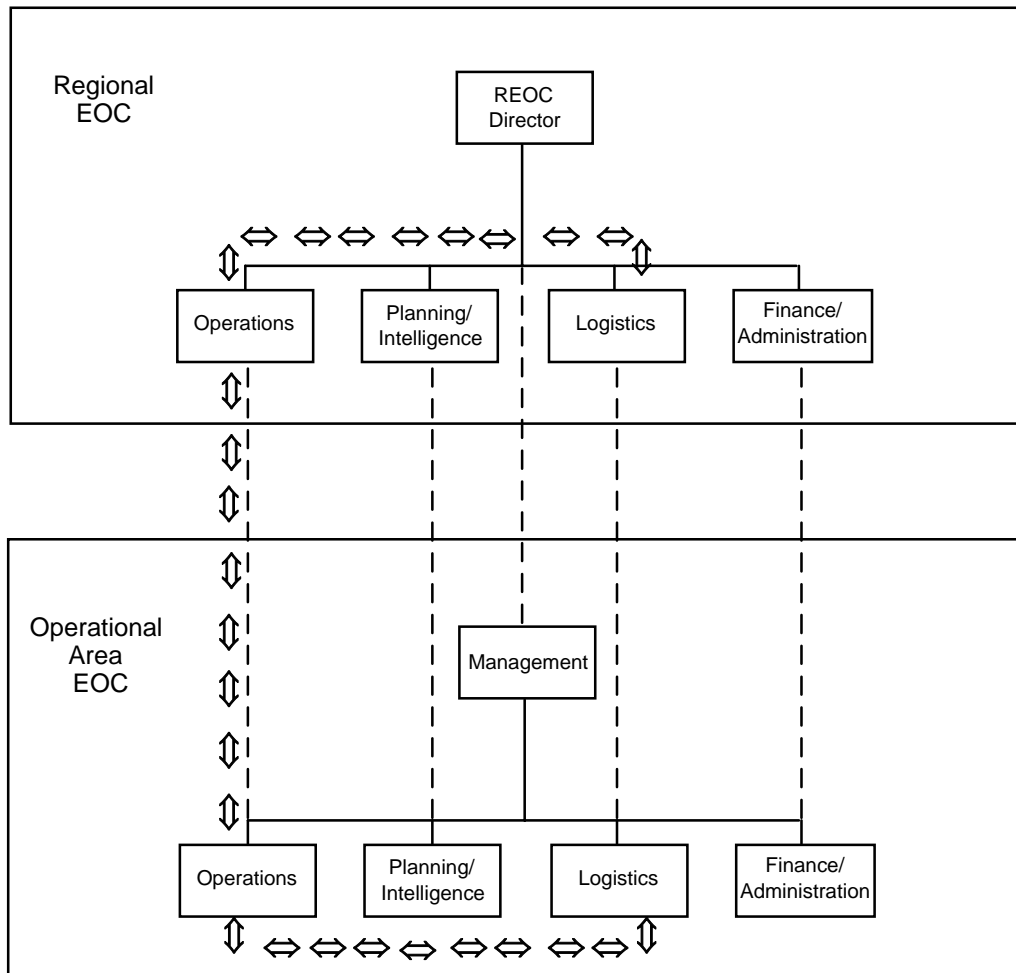 Regional
EOC
REOC
Director
Operations
Planning/
Intelligence
Logistics
Finance/
Administration
Operational
Area
EOC
Management
Operations
Planning/
Intelligence
Logistics
Finance/
Administration